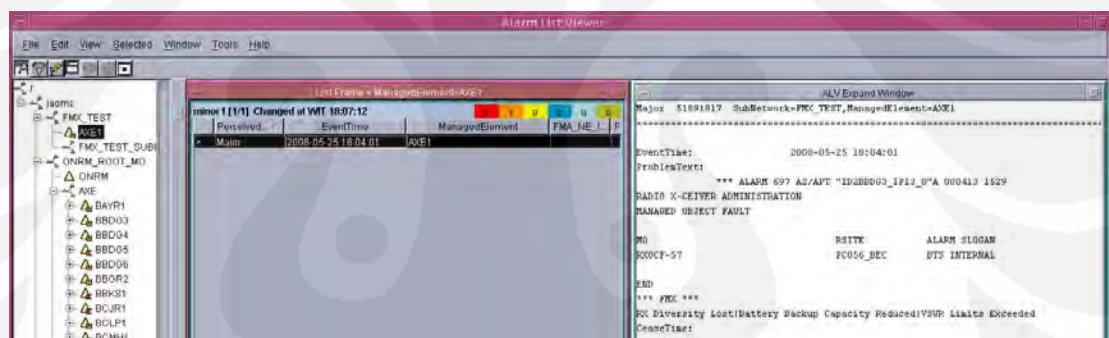 Alarm List Viewer
File Edit View Selected Window Tools Help
jaomc
FMX_TEST
AXE1
FMX_TEST_SUBI
ONRM_ROOT_MO
ONRM
AXE
BAYR1
BBDG3
BBDG4
BBDG5
BBDG6
BBGR2
BRKS1
BCJR1
BCLP1
List Frame - ManagedElement=AXE1
minor1 [1/1] Changed at WIT 18:07:12
Perceived... EventTime ManagedElement FMA_NE_I...
Major 2008-05-25 18:04:01 AXE1
ALV Expand Window
Major 51891817 SubNetwork=FMX_TEST,ManagedElement=AXE1
EventTime: 2008-05-25 18:04:01
ProblemText:
*** ALARM 697 A2/APT "ID2BBDG3_IP13_0"A 080413 1629
RADIO X-CEIVER ADMINISTRATION
MANAGED OBJECT FAULT
MO RSITE ALARM SLOGAN
RXOCF-57 PC056_BEC BTS INTERNAL
END
*** FMX ***
RX Diversity Lost|Battery Backup Capacity Reduced|VSWR Limits Exceeded
CeaseTime: